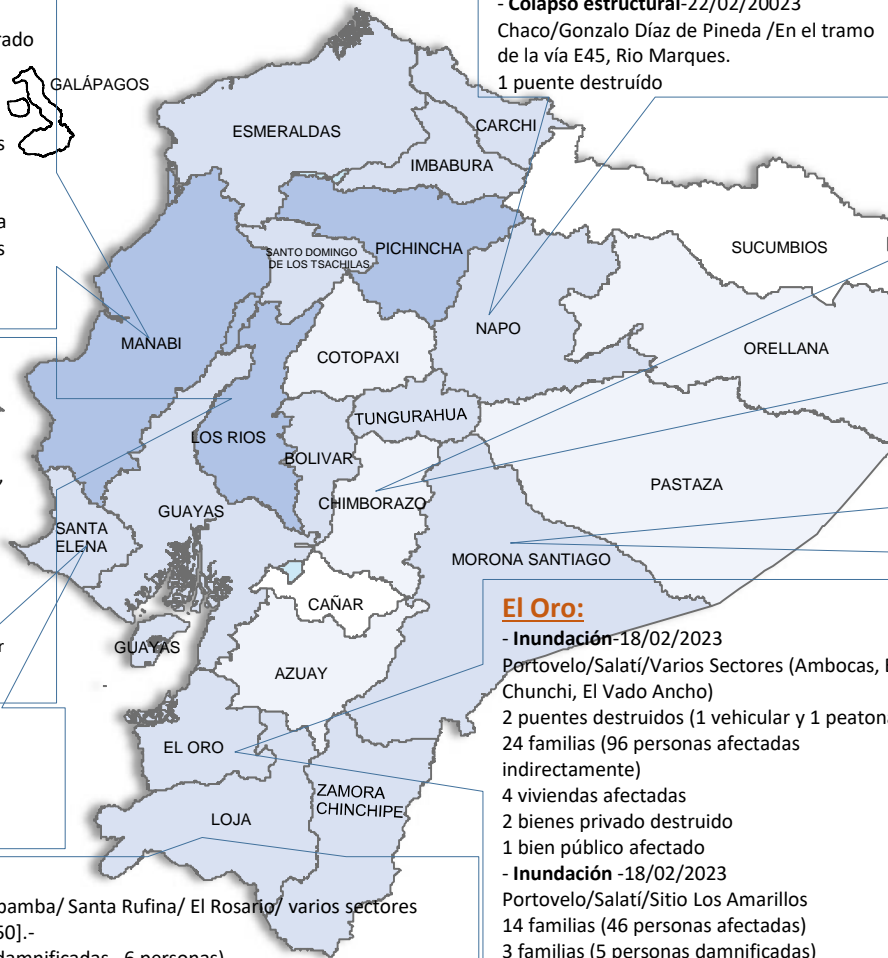 - Colapso estructural-22/02/20023
Chaco/Gonzalo Díaz de Pineda /En el tramo
de la vía E45, Rio Marques.
1 puente destruído
GALÁPAGOS
ESMERALDAS
CARCHI
IMBABURA
SANTO DOMINGO
DE LOS TSACHILAS
PICHINCHA
SUCUMBIOS
MANABI
NAPO
COTOPAXI
ORELLANA
TUNGURAHUA
LOS RIOS
BOLIVAR
CHIMBORAZO
PASTAZA
GUAYAS
SANTA
ELENA
MORONA SANTIAGO
CAÑAR
GUAYAS
AZUAY
EL ORO
ZAMORA
CHINCHIPE
LOJA
El Oro:
- Inundación-18/02/2023
Portovelo/Salatí/Varios Sectores (Ambocas,
Chunchi, El Vado Ancho)
2 puentes destruidos (1 vehicular y 1
24 familias (96 personas afectadas
indirectamente)
4 viviendas afectadas
2 bienes privado destruido
1 bien público afectado
- Inundación -18/02/2023
Portovelo/Salatí/Sitio Los Amarillos
14 familias (46 personas afectadas)
3 familias (5 personas damnificadas)
/ Santa Rufina/ El Rosario/ varios sectores
6 personas)